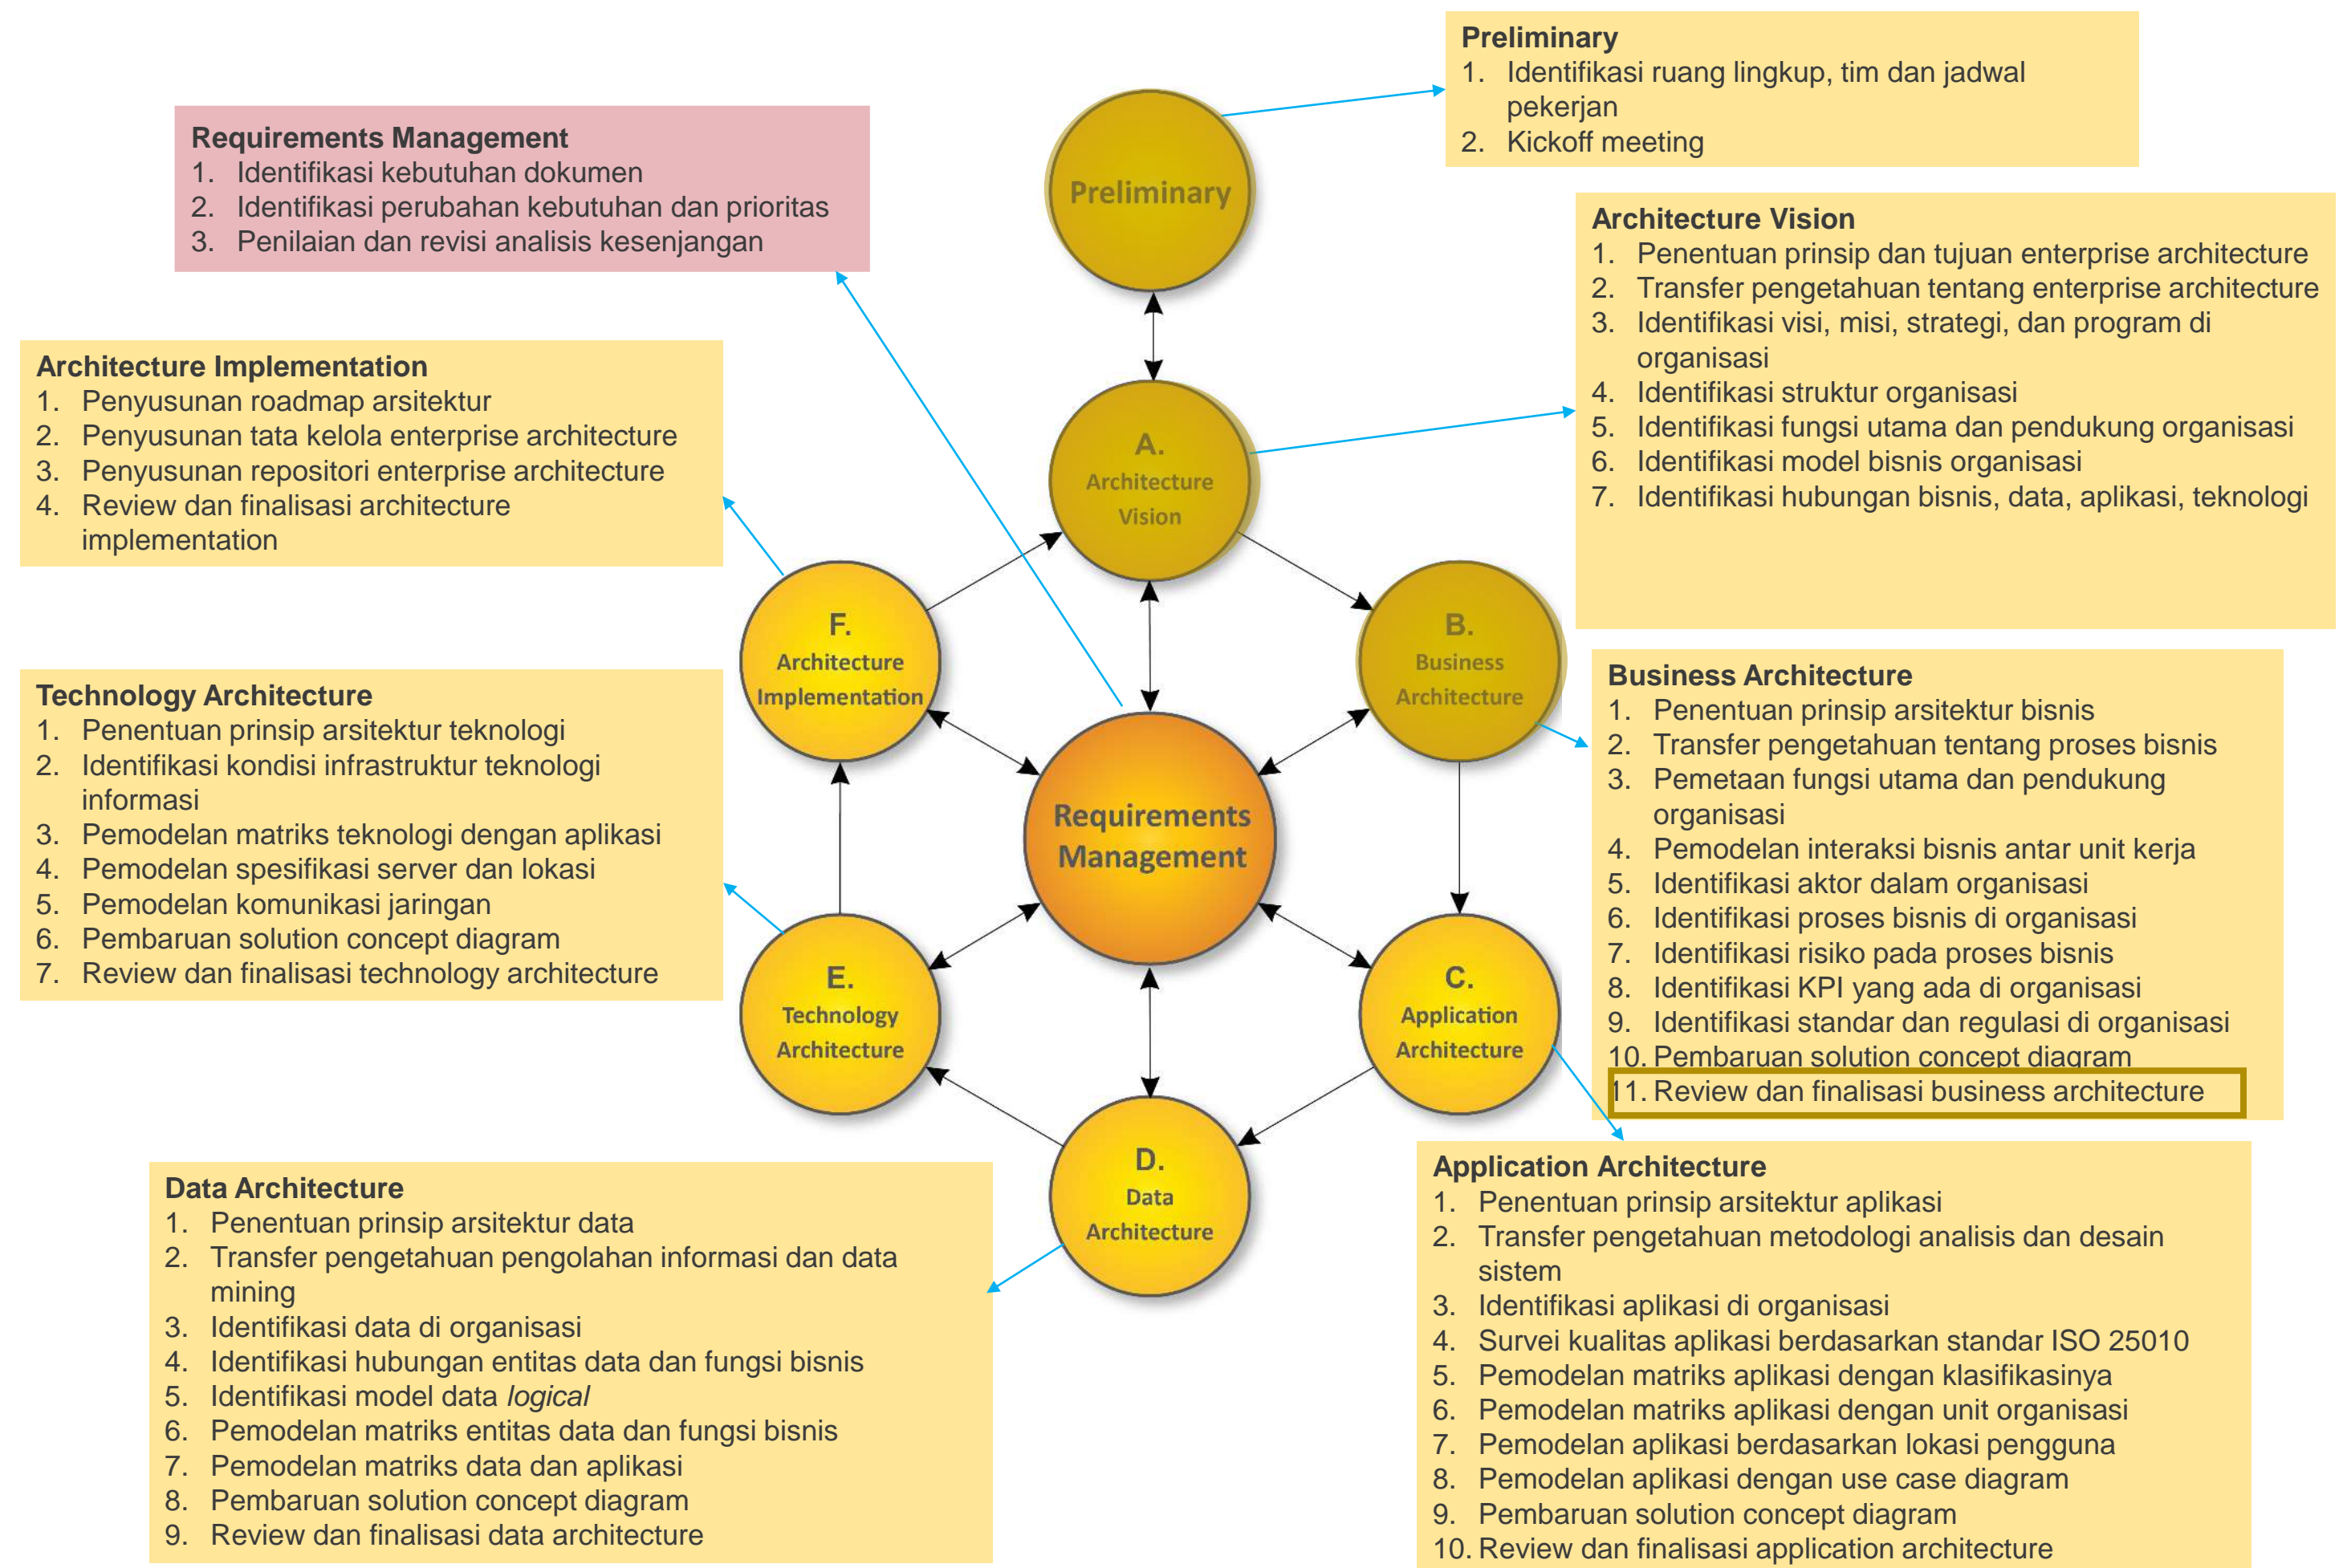 Preliminary
1. Identifikasi ruang lingkup, tim dan jadwal
pekerjan
2. Kickoff meeting
Requirements Management
1. Identifikasi kebutuhan dokumen
2. Identifikasi perubahan kebutuhan dan prioritas
3. Penilaian dan revisi analisis kesenjangan
Preliminary
Architecture Vision
1. Penentuan prinsip dan tujuan enterprise architecture
2. Transfer pengetahuan tentang enterprise architecture
3. Identifikasi visi, misi, strategi, dan program di
organisasi
4. Identifikasi struktur organisasi
5. Identifikasi fungsi utama dan pendukung organisasi
6. Identifikasi model bisnis organisasi
7. Identifikasi hubungan bisnis, data, aplikasi, teknologi
Architecture Implementation
1. Penyusunan roadmap arsitektur
2. Penyusunan tata kelola enterprise architecture
3. Penyusunan repositori enterprise architecture
4. Review dan finalisasi architecture
implementation
A.
Architecture
Vision
F.
Architecture
Implementation
B.
Business
Architecture
Technology Architecture
1. Penentuan prinsip arsitektur teknologi
2. Identifikasi kondisi infrastruktur teknologi
informasi
3. Pemodelan matriks teknologi dengan aplikasi
4. Pemodelan spesifikasi server dan lokasi
5. Pemodelan komunikasi jaringan
6. Pembaruan solution concept diagram
7. Review dan finalisasi technology architecture
Requirements
Management
Business Architecture
1. Penentuan prinsip arsitektur bisnis
2. Transfer pengetahuan tentang proses bisnis
3. Pemetaan fungsi utama dan pendukung
organisasi
4. Pemodelan interaksi bisnis antar unit kerja
5. Identifikasi aktor dalam organisasi
6. Identifikasi proses bisnis di organisasi
7. Identifikasi risiko pada proses bisnis
8. Identifikasi KPI yang ada di organisasi
9. Identifikasi standar dan regulasi di organisasi
10. Pembaruan solution concept diagram
11. Review dan finalisasi business architecture
E.
Technology
Architecture
C.
Application
Architecture
D.
Data
Architecture
Data Architecture
1. Penentuan prinsip arsitektur data
2. Transfer pengetahuan pengolahan informasi dan data
mining
3. Identifikasi data di organisasi
4. Identifikasi hubungan entitas data dan fungsi bisnis
5. Identifikasi model data logical
6. Pemodelan matriks entitas data dan fungsi bisnis
7. Pemodelan matriks data dan aplikasi
8. Pembaruan solution concept diagram
9. Review dan finalisasi data architecture
Application Architecture
1. Penentuan prinsip arsitektur aplikasi
2. Transfer pengetahuan metodologi analisis dan desain
sistem
3. Identifikasi aplikasi di organisasi
4. Survei kualitas aplikasi berdasarkan standar ISO 25010
5. Pemodelan matriks aplikasi dengan klasifikasinya
6. Pemodelan matriks aplikasi dengan unit organisasi
7. Pemodelan aplikasi berdasarkan lokasi pengguna
8. Pemodelan aplikasi dengan use case diagram
9. Pembaruan solution concept diagram
10. Review dan finalisasi application architecture